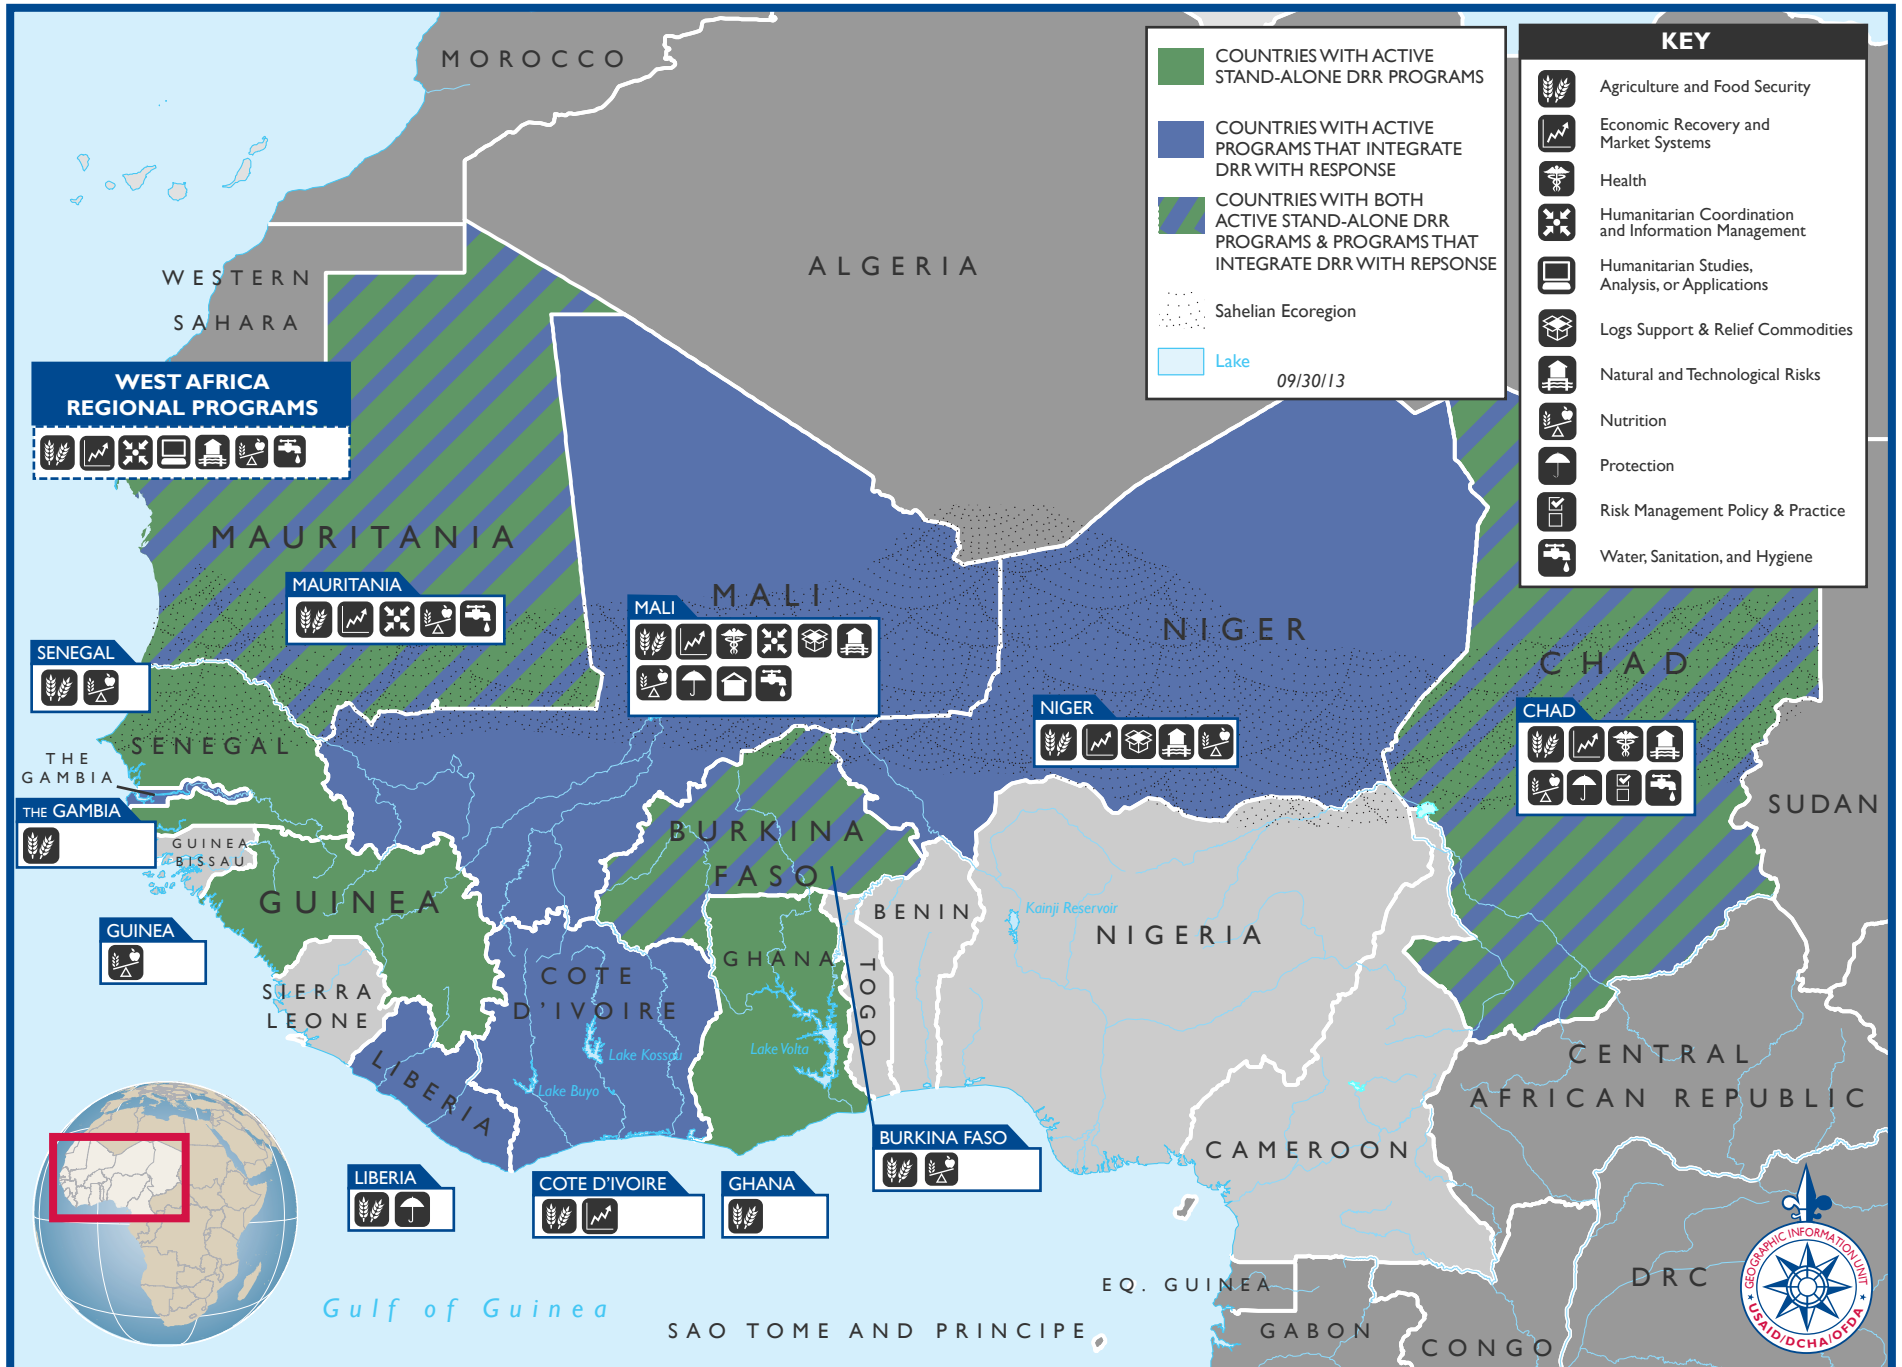 MOROCCO
ALGERIA
WESTERN
SAHARA
COUNTRIES WITH ACTIVE
STAND-ALONE DRR PROGRAMS
COUNTRIES WITH ACTIVE
PROGRAMS THAT INTEGRATE
DRR WITH RESPONSE
COUNTRIES WITH BOTH
ACTIVE STAND-ALONE DRR
PROGRAMS & PROGRAMS THAT
INTEGRATE DRR WITH REPSONSE
Sahelian Ecoregion
Lake
09/30/13
KEY
Agriculture and Food Security
Economic Recovery and
Market Systems
Health
Humanitarian Coordination
and Information Management
Humanitarian Studies,
Analysis, or Applications
Logs Support & Relief Commodities
Natural and Technological Risks
Nutrition
Protection
Risk Management Policy & Practice
Water, Sanitation, and Hygiene
WEST AFRICA
REGIONAL PROGRAMS
MAURITANIA
MAURITANIA
MALI
MALI
NIGER
NIGER
CHAD
CHAD
SENEGAL
SENEGAL
THE
GAMBIA
THE GAMBIA
GUINEA
BISSAU
GUINEA
GUINEA
SIERRA
LEONE
LIBERIA
LIBERIA
COTE
D'IVOIRE
Lake Kossou
Lake Buyo
COTE D'IVOIRE
BURKINA
FASO
BURKINA FASO
GHANA
Lake Volta
GHANA
TOGO
BENIN
Kainji Reservoir
NIGERIA
SUDAN
CENTRAL
AFRICAN REPUBLIC
CAMEROON
EQ. GUINEA
GABON
CONGO
DRC
SAO TOME AND PRINCIPE
Gulf of Guinea
GEOGRAPHIC INFORMATION UNIT
USAID/DCHA/OFDA